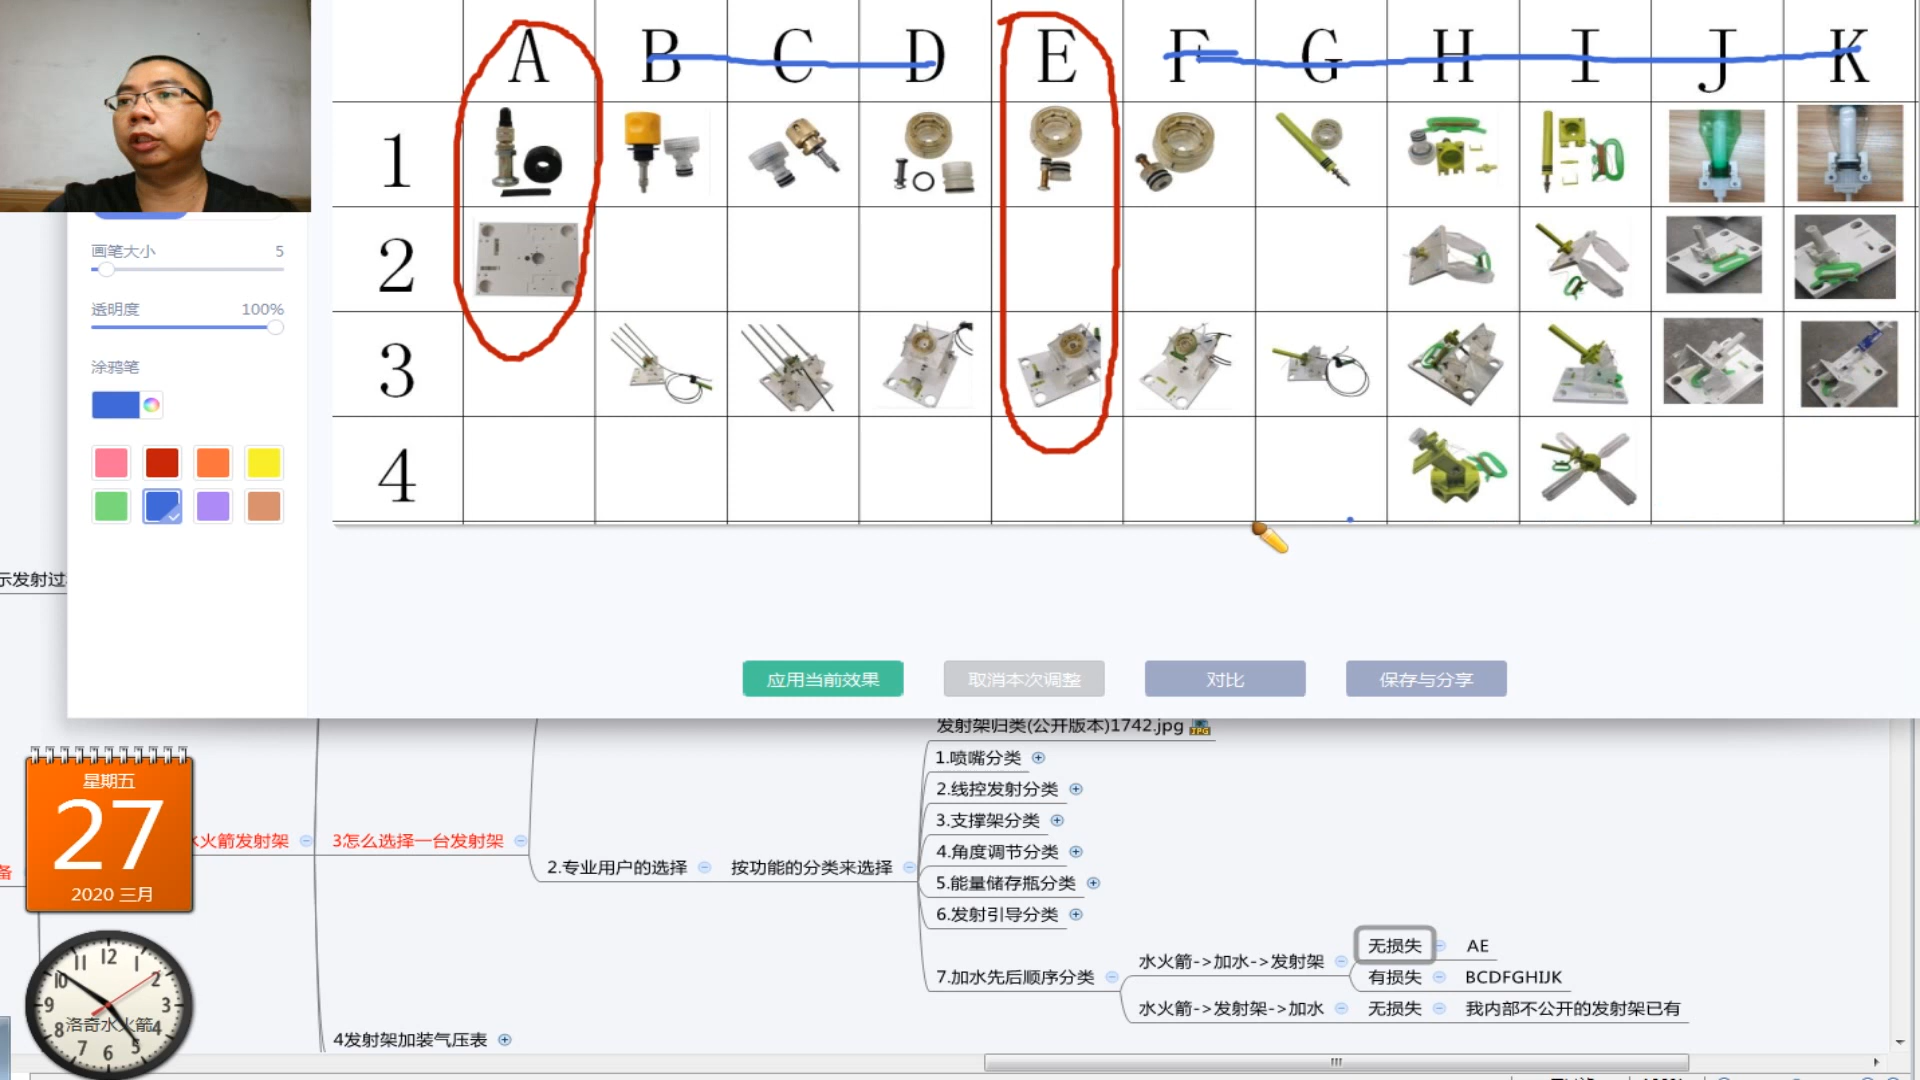 A B C D E F G H I J K
1
2
3
4
画笔大小 5
透明度 100%
涂鸦笔
示发射过
应用当前效果 取消本次调整 对比 保存与分享
发射架归类(公开版本)1742.jpg
1.喷嘴分类
2.线控发射分类
3.支撑架分类
4.角度调节分类
5.能量储存瓶分类
6.发射引导分类
7.加水先后顺序分类
水火箭->加水->发射架
无损失 AE
有损失 BCDFGHIJK
水火箭->发射架->加水 无损失 我内部不公开的发射架已有
2.专业用户的选择 按功能的分类来选择
火箭发射架 3怎么选择一台发射架
备
4发射架加装气压表
星期五
27
2020 三月
12
1
2
3
4
5
6
7
8
9
10
11
洛奇水火箭